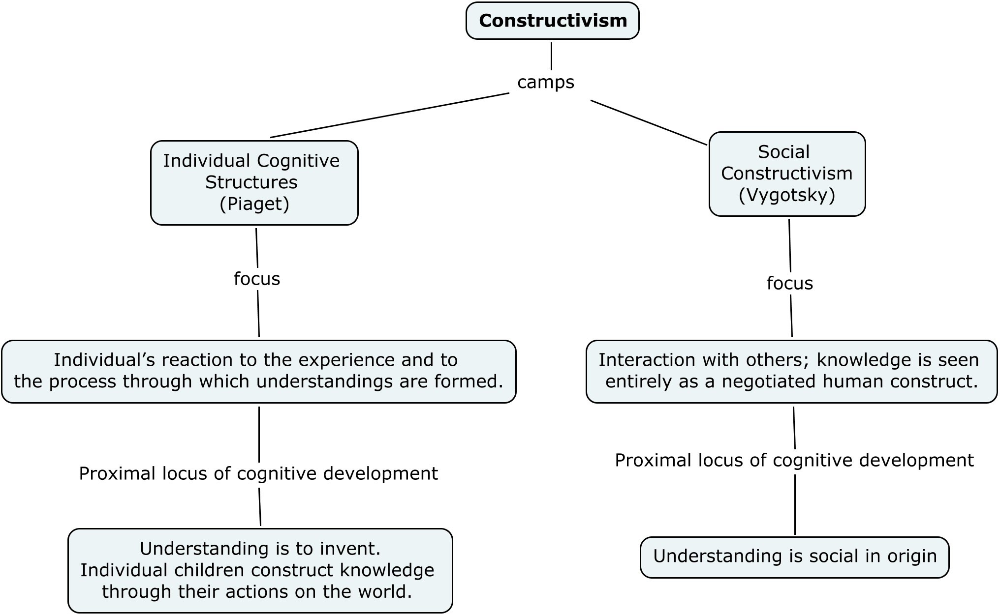 Constructivism
camps
Individual Cognitive
Structures
(Piaget)
focus
Individual’s reaction to the experience and to
the process through which understandings are formed.
Proximal locus of cognitive development
Understanding is to invent.
Individual children construct knowledge
through their actions on the world.
Social
Constructivism
(Vygotsky)
focus
Interaction with others; knowledge is seen
entirely as a negotiated human construct.
Proximal locus of cognitive development
Understanding is social in origin